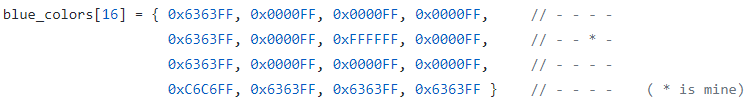 blue_colors[16] = { 0x6363FF, 0x0000FF, 0x0000FF, 0x0000FF, // - - - -
0x6363FF, 0x0000FF, 0xFFFFFF, 0x0000FF, // - - * -
0x6363FF, 0x0000FF, 0x0000FF, 0x0000FF, // - - - -
0xC6C6FF, 0x6363FF, 0x6363FF, 0x6363FF } // - - - - ( * is mine)